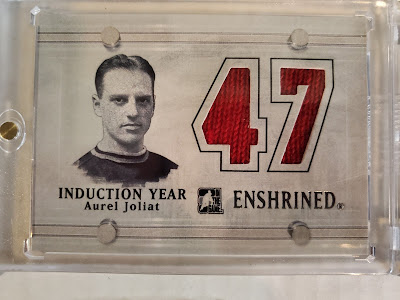 47
INDUCTION YEAR ENSHRINED®
Aurel Joliat